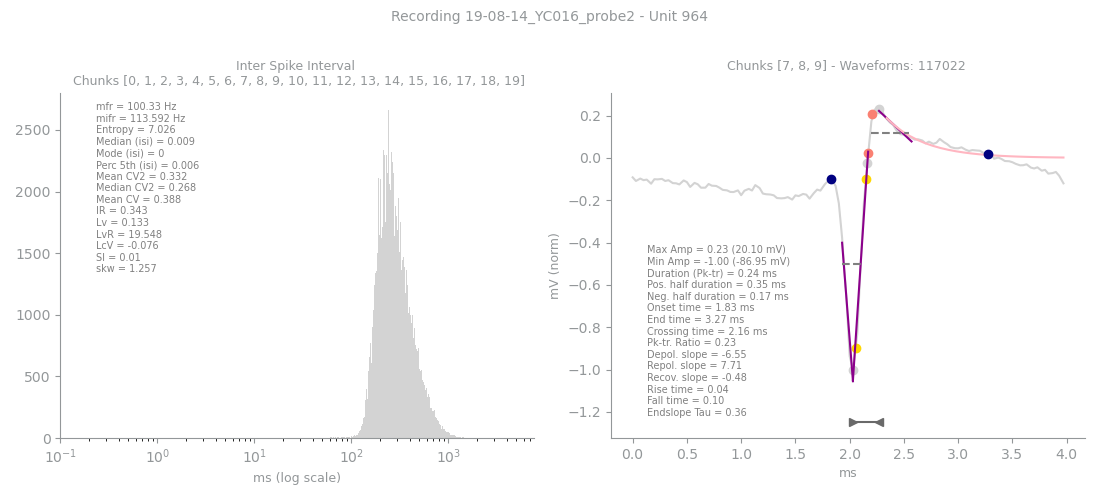 Recording 19-08-14_YC016_probe2 - Unit 964
Inter Spike Interval
Chunks [0, 1, 2, 3, 4, 5, 6, 7, 8, 9, 10, 11, 12, 13, 14, 15, 16, 17, 18, 19]
mfr = 100.33 Hz
mifr = 113.592 Hz
Entropy = 7.026
Median (isi) = 0.009
Mode (isi) = 0
Perc 5th (isi) = 0.006
Mean CV2 = 0.332
Median CV2 = 0.268
Mean CV = 0.388
IR = 0.343
Lv = 0.133
LvR = 19.548
LcV = -0.076
SI = 0.01
skw = 1.257
2500
2000
1500
1000
500
0
10⁻¹ 10⁰ 10¹ 10² 10³
ms (log scale)
Chunks [7, 8, 9] - Waveforms: 117022
mV (norm)
0.2
0.0
−0.2
−0.4
−0.6
−0.8
−1.0
−1.2
Max Amp = 0.23 (20.10 mV)
Min Amp = -1.00 (-86.95 mV)
Duration (Pk-tr) = 0.24 ms
Pos. half duration = 0.35 ms
Neg. half duration = 0.17 ms
Onset time = 1.83 ms
End time = 3.27 ms
Crossing time = 2.16 ms
Pk-tr. Ratio = 0.23
Depol. slope = -6.55
Repol. slope = 7.71
Recov. slope = -0.48
Rise time = 0.04
Fall time = 0.10
Endslope Tau = 0.36
0.0 0.5 1.0 1.5 2.0 2.5 3.0 3.5 4.0
ms